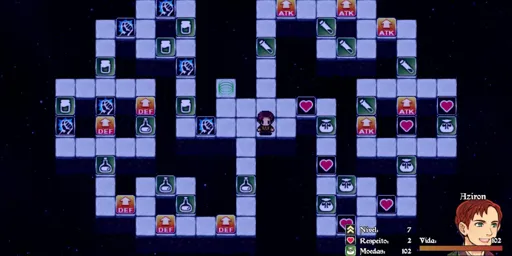 ATK ATK
ATK
DEF ATK
DEF ATK
DEF
DEF DEF
Aziron
Nível: 7
Respeito: 2 Vida: 102
Moedas: 102